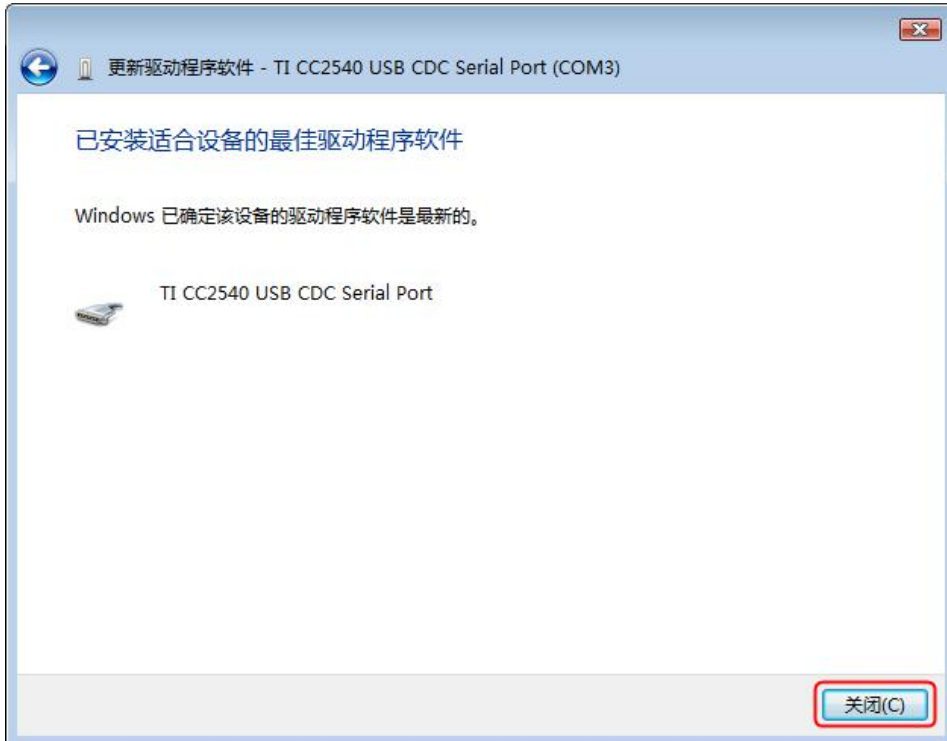 更新驱动程序软件 - TI CC2540 USB CDC Serial Port (COM3)
已安装适合设备的最佳驱动程序软件
Windows 已确定该设备的驱动程序软件是最新的。
TI CC2540 USB CDC Serial Port
关闭(C)